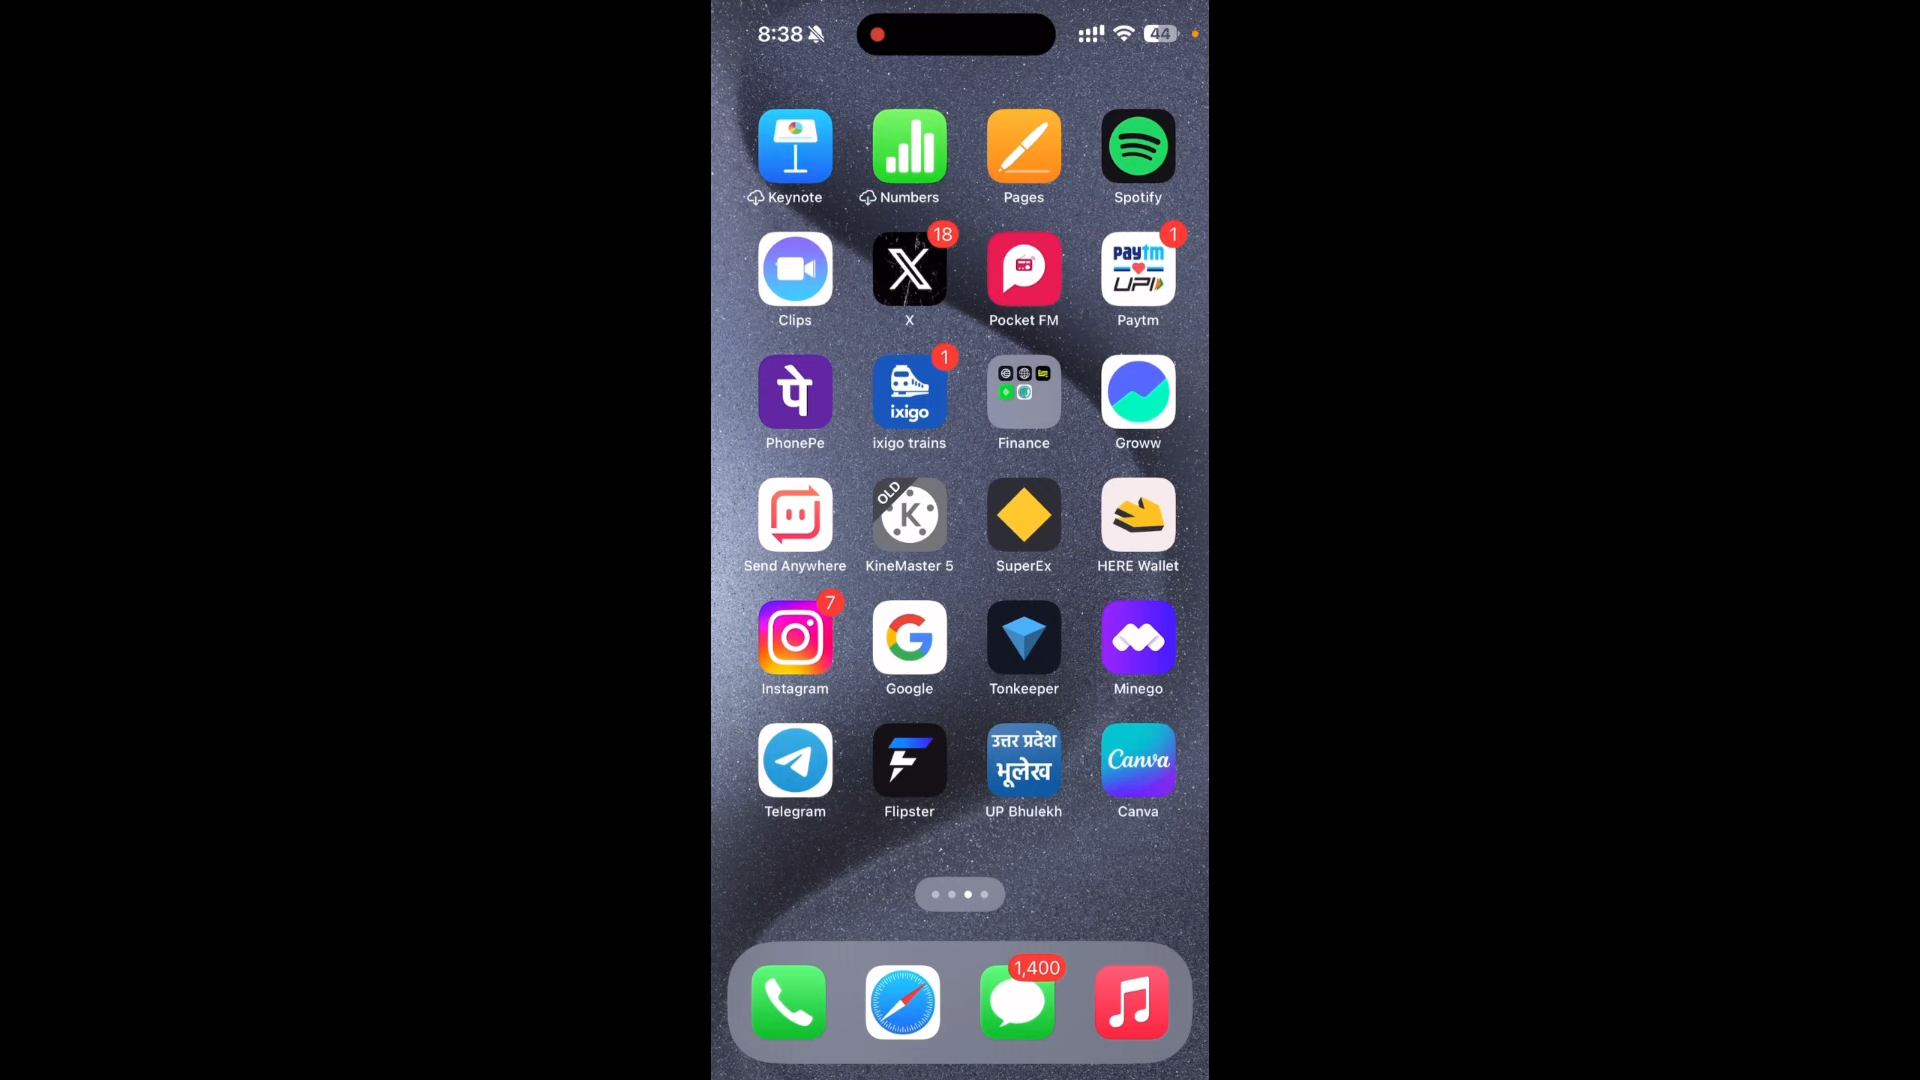 8:38
44
Keynote
Numbers
Pages
Spotify
18
1
paytm
UPI
Clips
X
Pocket FM
Paytm
1
पे
ixigo
PhonePe
ixigo trains
Finance
Groww
OLD
K
Send Anywhere
KineMaster 5
SuperEx
HERE Wallet
7
Instagram
Google
Tonkeeper
Minego
उत्तर प्रदेश
भूलेख
Canva
Telegram
Flipster
UP Bhulekh
Canva
1,400